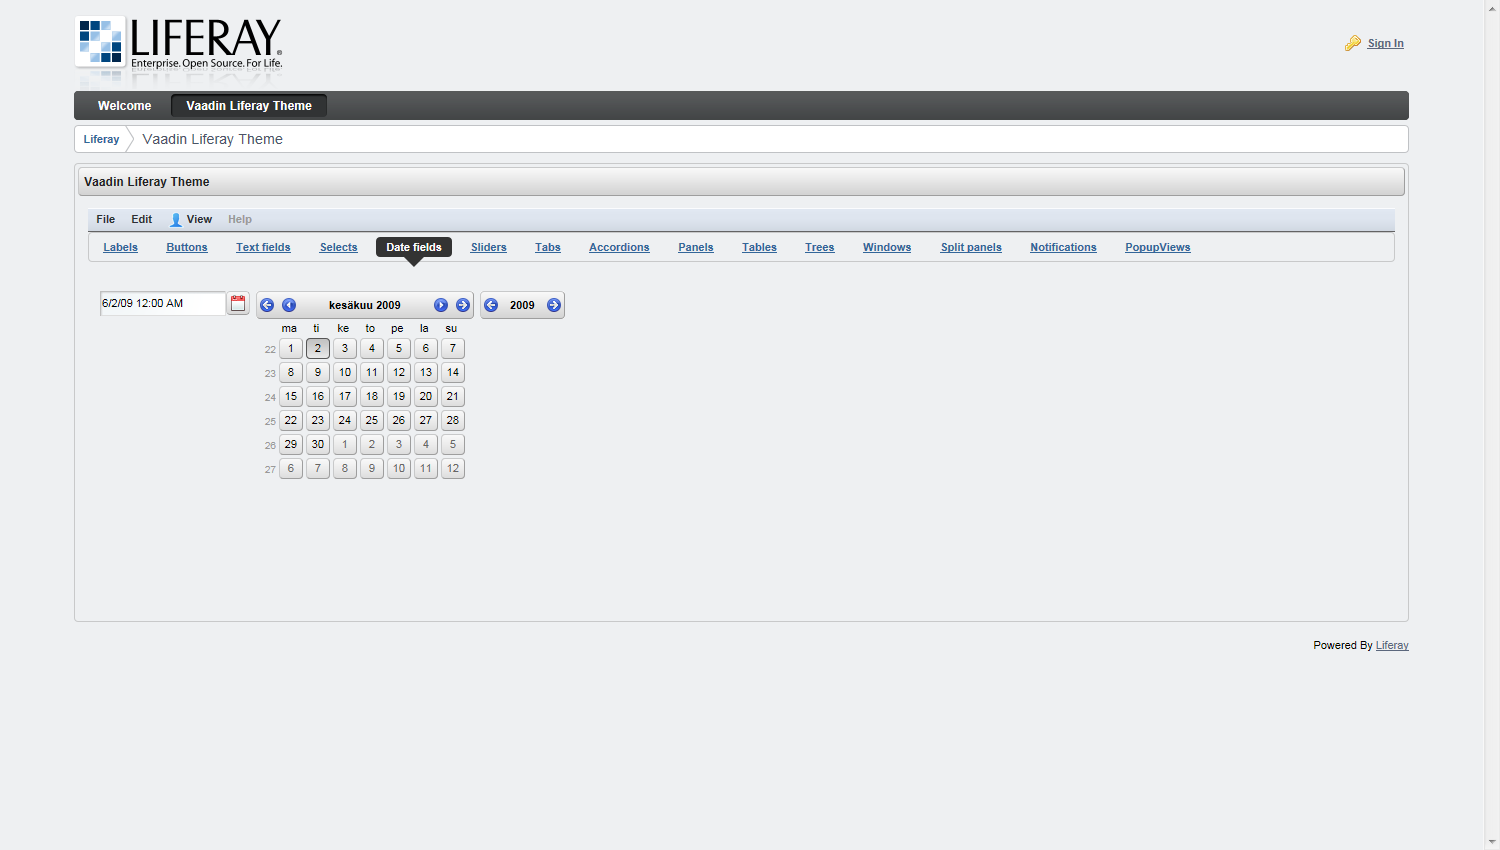 LIFERAY
Enterprise. Open Source. For Life.
Sign In
Welcome Vaadin Liferay Theme
Liferay Vaadin Liferay Theme
Vaadin Liferay Theme
File Edit View Help
Labels Buttons Text fields Selects Date fields Sliders Tabs Accordions Panels Tables Trees Windows Split panels Notifications PopupViews
6/2/09 12:00 AM kesäkuu 2009 2009
ma ti ke to pe la su
22 1 2 3 4 5 6 7
23 8 9 10 11 12 13 14
24 15 16 17 18 19 20 21
25 22 23 24 25 26 27 28
26 29 30 1 2 3 4 5
27 6 7 8 9 10 11 12
Powered By Liferay